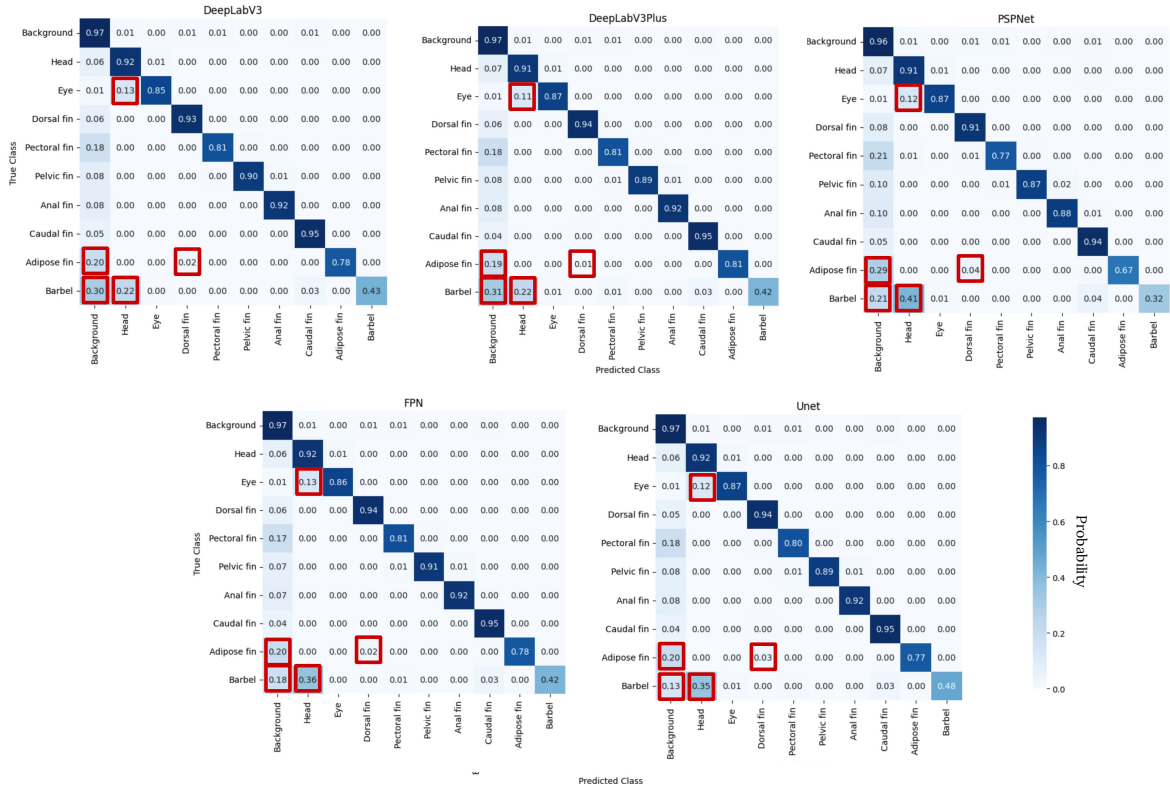 DeepLabV3
True Class
Background 0.97 0.01 0.00 0.01 0.01 0.00 0.00 0.01 0.00 0.00
Head 0.06 0.92 0.01 0.00 0.00 0.00 0.00 0.00 0.00 0.00
Eye 0.01 0.13 0.85 0.00 0.00 0.00 0.00 0.00 0.00 0.00
Dorsal fin 0.06 0.00 0.00 0.93 0.00 0.00 0.00 0.00 0.00 0.00
Pectoral fin 0.18 0.00 0.00 0.00 0.81 0.00 0.00 0.00 0.00 0.00
Pelvic fin 0.08 0.00 0.00 0.00 0.00 0.90 0.01 0.00 0.00 0.00
Anal fin 0.08 0.00 0.00 0.00 0.00 0.00 0.92 0.00 0.00 0.00
Caudal fin 0.05 0.00 0.00 0.00 0.00 0.00 0.00 0.95 0.00 0.00
Adipose fin 0.20 0.00 0.00 0.02 0.00 0.00 0.00 0.00 0.78 0.00
Barbel 0.30 0.22 0.00 0.00 0.01 0.00 0.00 0.03 0.00 0.43
Background Head Eye Dorsal fin Pectoral fin Pelvic fin Anal fin Caudal fin Adipose fin Barbel
DeepLabV3Plus
Background 0.97 0.01 0.00 0.01 0.01 0.00 0.00 0.01 0.00 0.00
Head 0.07 0.91 0.01 0.00 0.00 0.00 0.00 0.00 0.00 0.00
Eye 0.01 0.11 0.87 0.00 0.00 0.00 0.00 0.00 0.00 0.00
Dorsal fin 0.06 0.00 0.00 0.94 0.00 0.00 0.00 0.00 0.00 0.00
Pectoral fin 0.18 0.00 0.00 0.00 0.81 0.00 0.00 0.00 0.00 0.00
Pelvic fin 0.08 0.00 0.00 0.00 0.01 0.89 0.01 0.00 0.00 0.00
Anal fin 0.08 0.00 0.00 0.00 0.00 0.00 0.92 0.00 0.00 0.00
Caudal fin 0.04 0.00 0.00 0.00 0.00 0.00 0.00 0.95 0.00 0.00
Adipose fin 0.19 0.00 0.00 0.01 0.00 0.00 0.00 0.00 0.81 0.00
Barbel 0.31 0.22 0.01 0.00 0.01 0.00 0.00 0.03 0.00 0.42
Background Head Eye Dorsal fin Pectoral fin Pelvic fin Anal fin Caudal fin Adipose fin Barbel
Predicted Class
PSPNet
Background 0.96 0.01 0.00 0.01 0.01 0.00 0.00 0.01 0.00 0.00
Head 0.07 0.91 0.01 0.00 0.00 0.00 0.00 0.00 0.00 0.00
Eye 0.01 0.12 0.87 0.00 0.00 0.00 0.00 0.00 0.00 0.00
Dorsal fin 0.08 0.00 0.00 0.91 0.00 0.00 0.00 0.00 0.00 0.00
Pectoral fin 0.21 0.01 0.00 0.01 0.77 0.00 0.00 0.00 0.00 0.00
Pelvic fin 0.10 0.00 0.00 0.00 0.01 0.87 0.02 0.00 0.00 0.00
Anal fin 0.10 0.00 0.00 0.00 0.00 0.00 0.88 0.01 0.00 0.00
Caudal fin 0.05 0.00 0.00 0.00 0.00 0.00 0.00 0.94 0.00 0.00
Adipose fin 0.29 0.00 0.00 0.04 0.00 0.00 0.00 0.00 0.67 0.00
Barbel 0.21 0.41 0.01 0.00 0.01 0.00 0.00 0.04 0.00 0.32
Background Head Eye Dorsal fin Pectoral fin Pelvic fin Anal fin Caudal fin Adipose fin Barbel
FPN
True Class
Background 0.97 0.01 0.00 0.01 0.01 0.00 0.00 0.01 0.00 0.00
Head 0.06 0.92 0.01 0.00 0.00 0.00 0.00 0.00 0.00 0.00
Eye 0.01 0.13 0.86 0.00 0.00 0.00 0.00 0.00 0.00 0.00
Dorsal fin 0.06 0.00 0.00 0.94 0.00 0.00 0.00 0.00 0.00 0.00
Pectoral fin 0.17 0.00 0.00 0.00 0.81 0.00 0.00 0.00 0.00 0.00
Pelvic fin 0.07 0.00 0.00 0.00 0.01 0.91 0.01 0.00 0.00 0.00
Anal fin 0.07 0.00 0.00 0.00 0.00 0.00 0.92 0.00 0.00 0.00
Caudal fin 0.04 0.00 0.00 0.00 0.00 0.00 0.00 0.95 0.00 0.00
Adipose fin 0.20 0.00 0.00 0.02 0.00 0.00 0.00 0.00 0.78 0.00
Barbel 0.18 0.36 0.00 0.00 0.01 0.00 0.00 0.03 0.00 0.42
Background Head Eye Dorsal fin Pectoral fin Pelvic fin Anal fin Caudal fin Adipose fin Barbel
Unet
Background 0.97 0.01 0.00 0.01 0.01 0.00 0.00 0.01 0.00 0.00
Head 0.06 0.92 0.01 0.00 0.00 0.00 0.00 0.00 0.00 0.00
Eye 0.01 0.12 0.87 0.00 0.00 0.00 0.00 0.00 0.00 0.00
Dorsal fin 0.05 0.00 0.00 0.94 0.00 0.00 0.00 0.00 0.00 0.00
Pectoral fin 0.18 0.00 0.00 0.00 0.80 0.00 0.00 0.00 0.00 0.00
Pelvic fin 0.08 0.00 0.00 0.00 0.01 0.89 0.01 0.00 0.00 0.00
Anal fin 0.08 0.00 0.00 0.00 0.00 0.00 0.92 0.00 0.00 0.00
Caudal fin 0.04 0.00 0.00 0.00 0.00 0.00 0.00 0.95 0.00 0.00
Adipose fin 0.20 0.00 0.00 0.03 0.00 0.00 0.00 0.00 0.77 0.00
Barbel 0.13 0.35 0.01 0.00 0.01 0.00 0.00 0.03 0.00 0.48
Background Head Eye Dorsal fin Pectoral fin Pelvic fin Anal fin Caudal fin Adipose fin Barbel
Predicted Class
0.8
0.6
0.4
0.2
0.0
Probability